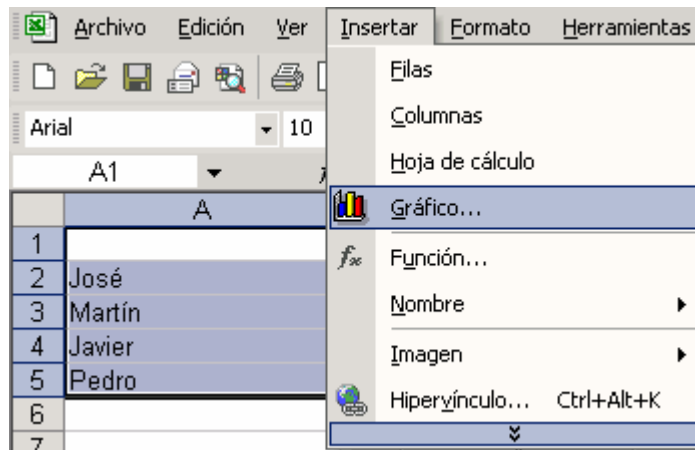 Archivo Edición Ver Insertar Formato Herramientas
Arial 10
A1
A
1
2 José
3 Martín
4 Javier
5 Pedro
6
7
Filas
Columnas
Hoja de cálculo
Gráfico...
fx Función...
Nombre
Imagen
Hipervínculo... Ctrl+Alt+K